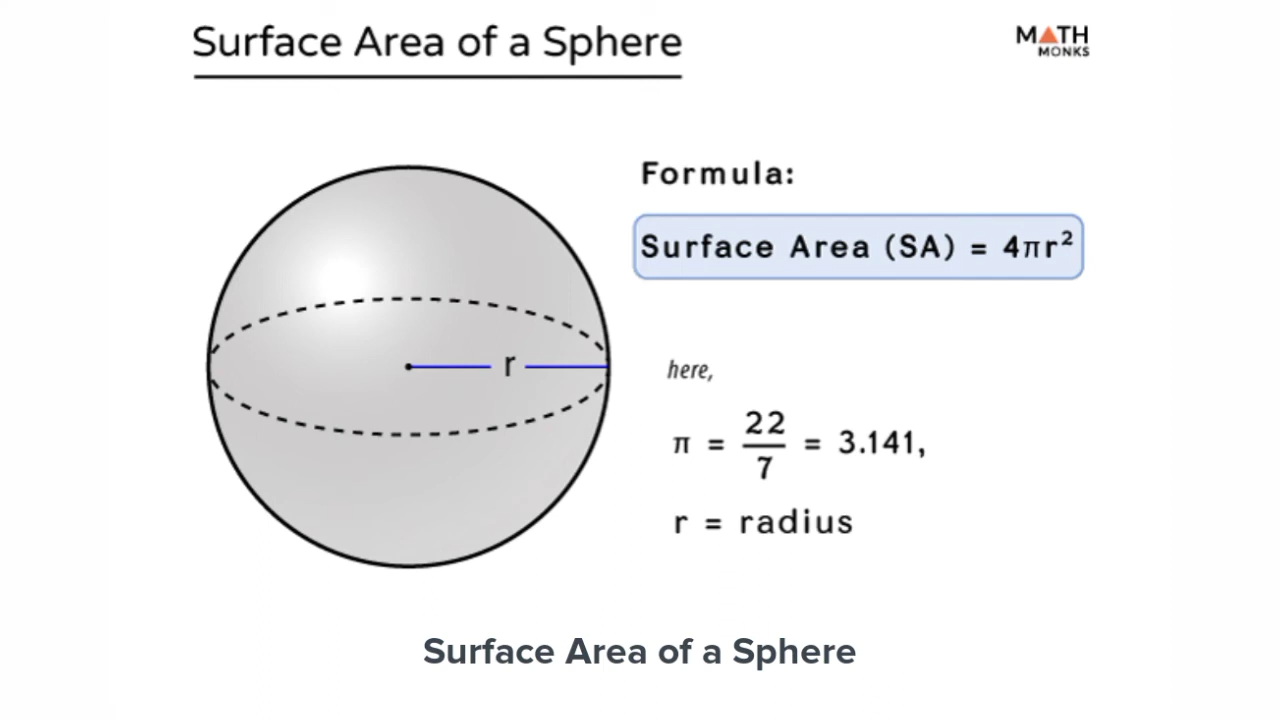 Surface Area of a Sphere
MATH
MONKS
Formula:
Surface Area (SA) = 4πr²
r
here,
π = 22/7 = 3.141,
r = radius
Surface Area of a Sphere